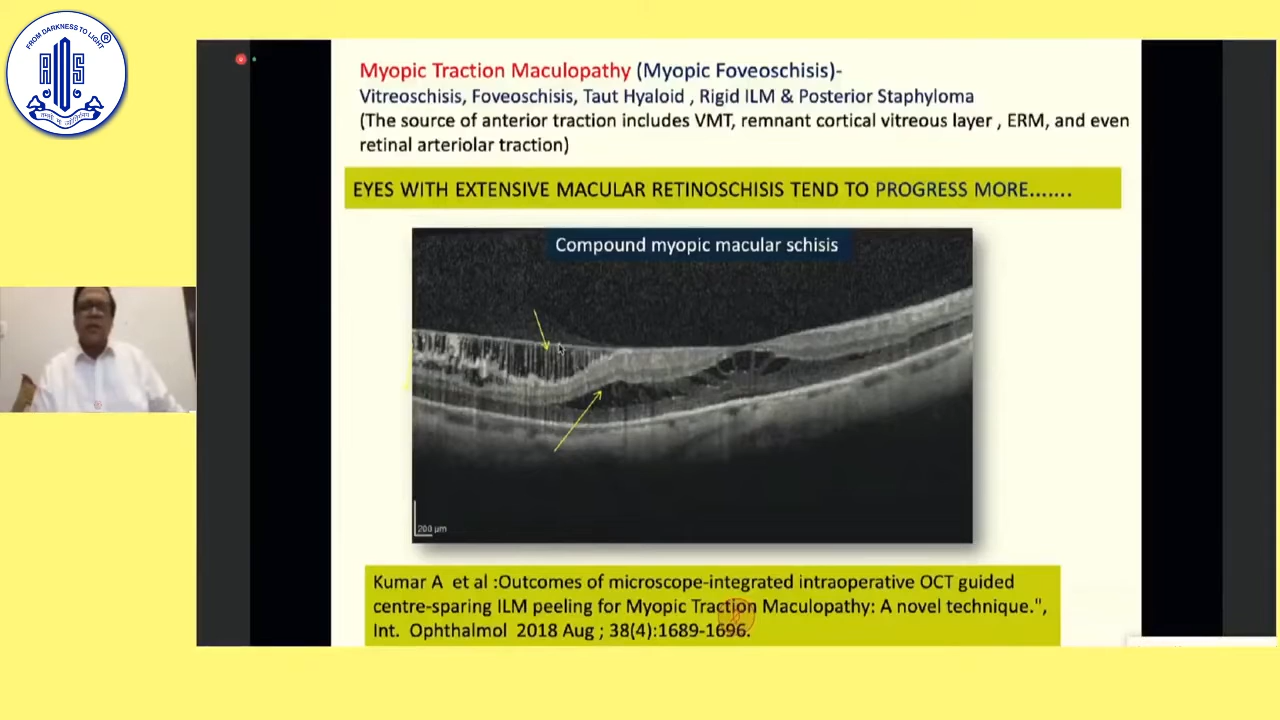 FROM DARKNESS TO LIGHT
®
AIOS
Myopic Traction Maculopathy (Myopic Foveoschisis)-
Vitreoschisis, Foveoschisis, Taut Hyaloid , Rigid ILM & Posterior Staphyloma
(The source of anterior traction includes VMT, remnant cortical vitreous layer , ERM, and even
retinal arteriolar traction)
EYES WITH EXTENSIVE MACULAR RETINOSCHISIS TEND TO PROGRESS MORE.......
Compound myopic macular schisis
200 µm
Kumar A et al :Outcomes of microscope-integrated intraoperative OCT guided
centre-sparing ILM peeling for Myopic Traction Maculopathy: A novel technique.",
Int. Ophthalmol 2018 Aug ; 38(4):1689-1696.